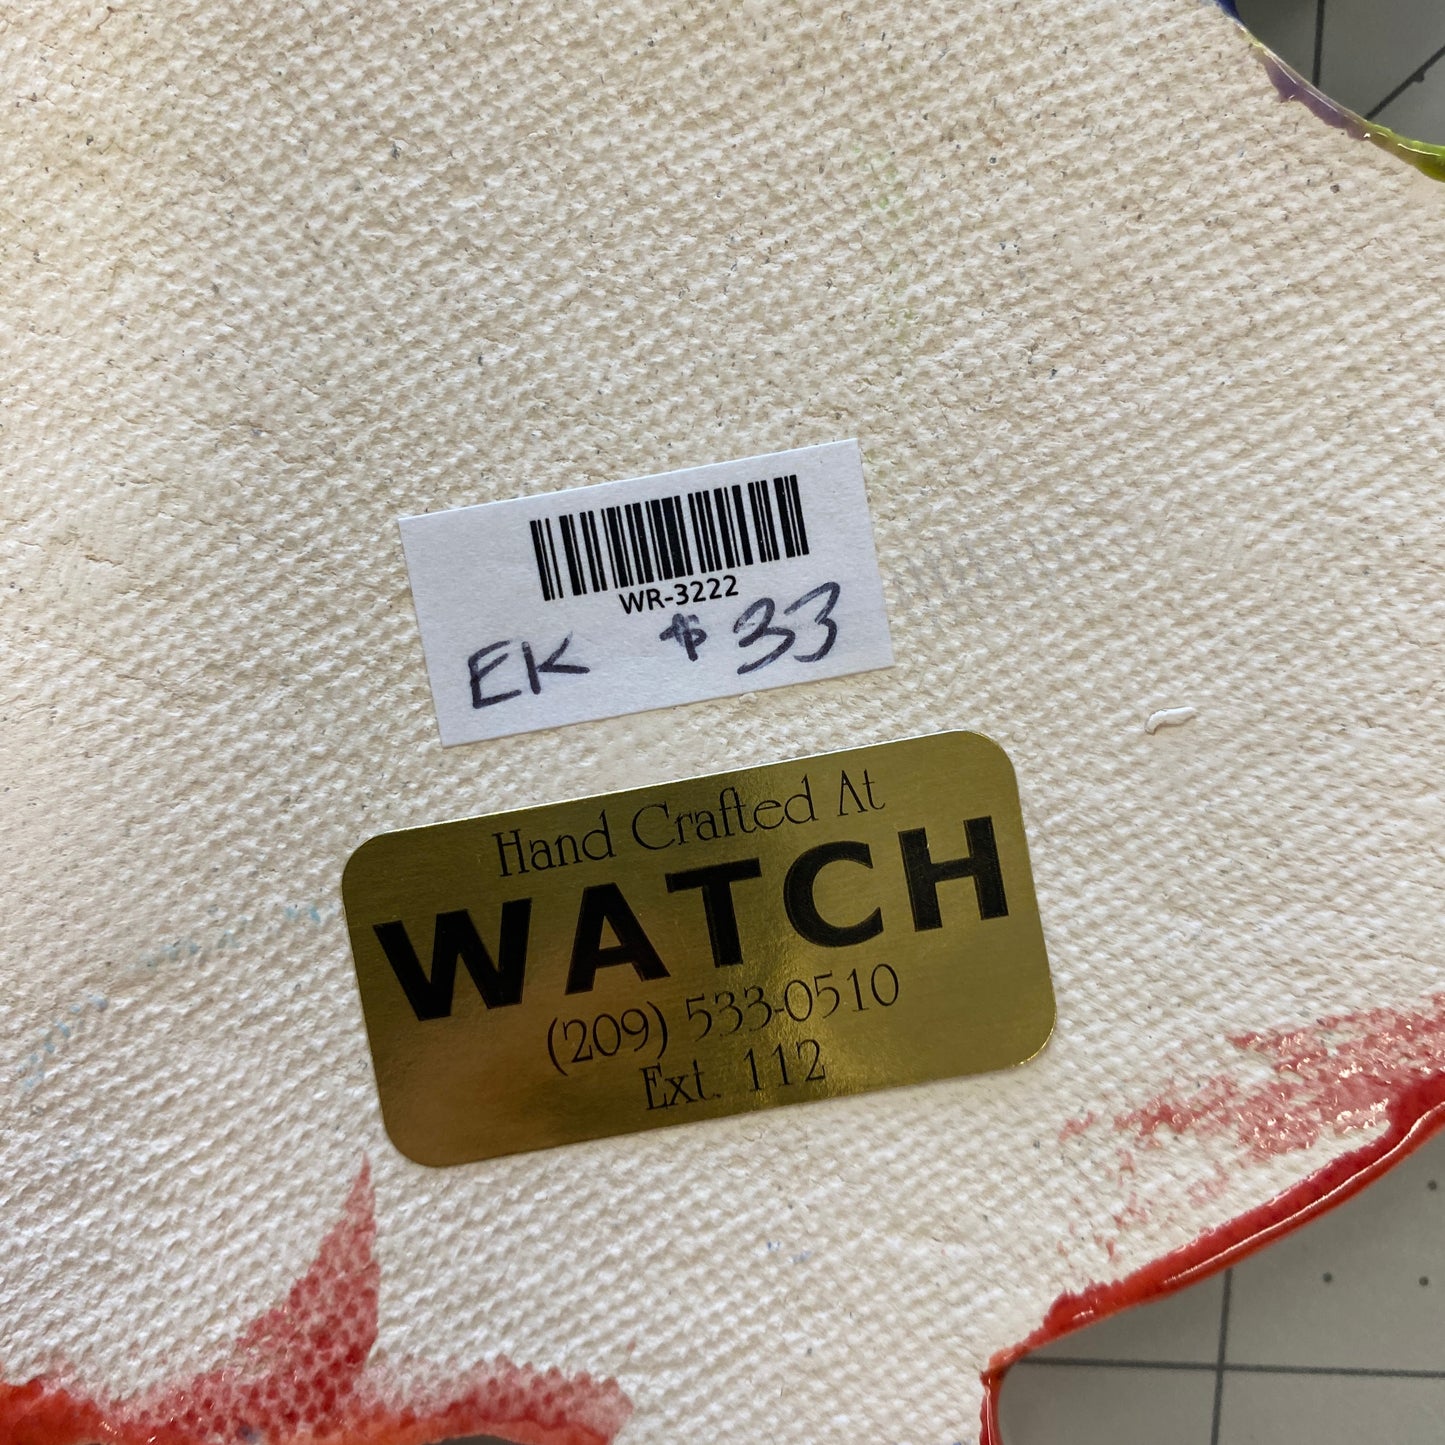 WR-3222
EK $33
Hand Crafted At
WATCH
(209) 533-0510
Ext. 112